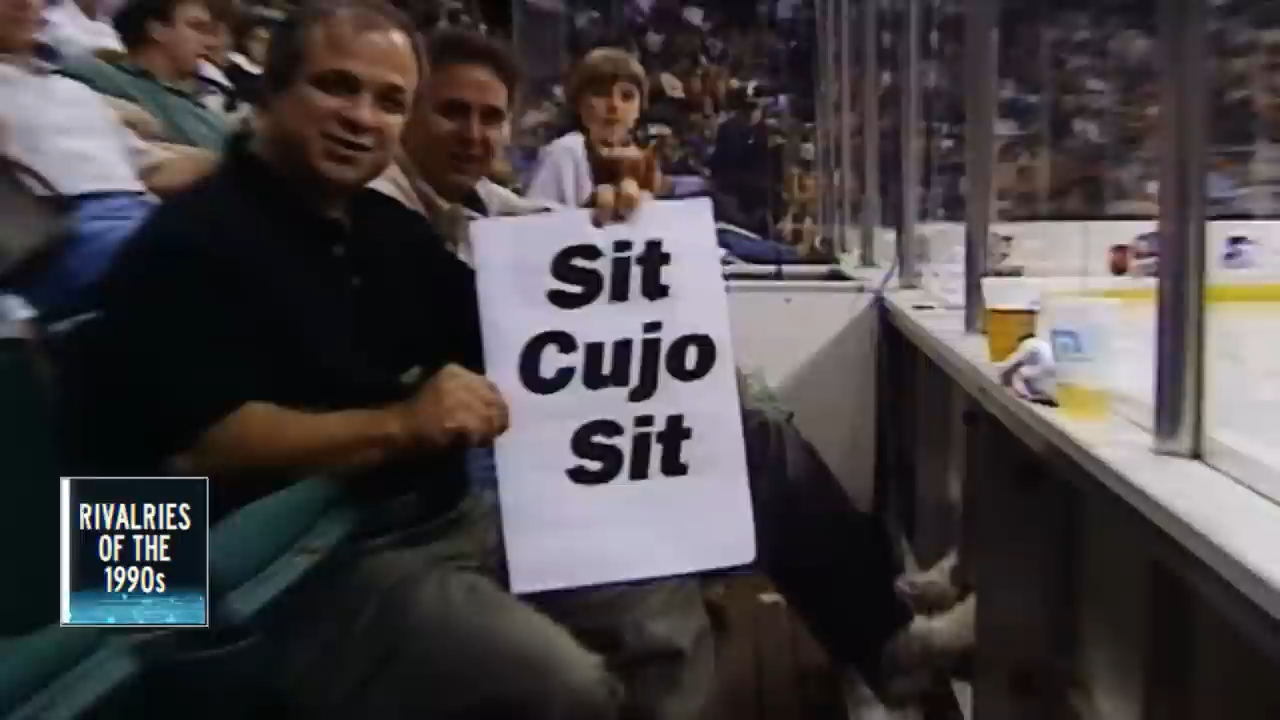 Sit
Cujo
Sit
RIVALRIES
OF THE
1990s